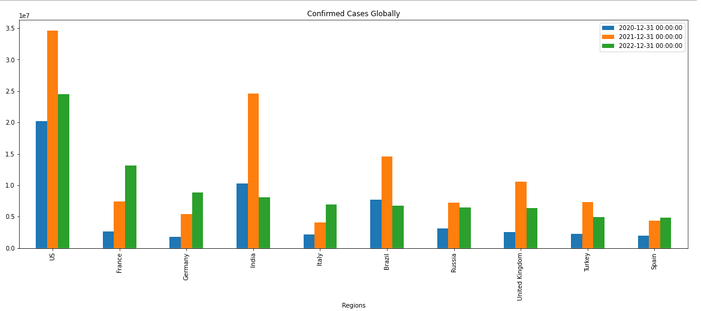 Confirmed Cases Globally
1e7
2020-12-31 00:00:00
2021-12-31 00:00:00
2022-12-31 00:00:00
3.5
3.0
2.5
2.0
1.5
1.0
0.5
0.0
US
France
Germany
India
Italy
Brazil
Russia
United Kingdom
Turkey
Spain
Regions